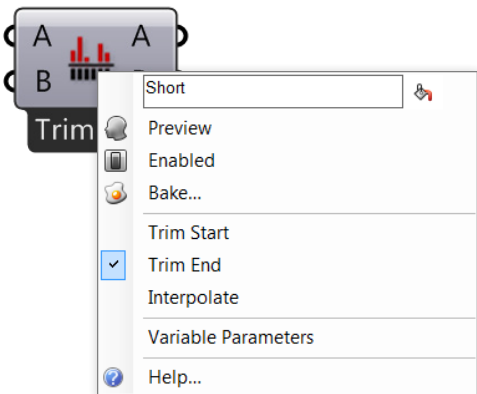 A A
B
Trim
Short
Preview
Enabled
Bake...
Trim Start
Trim End
Interpolate
Variable Parameters
Help...